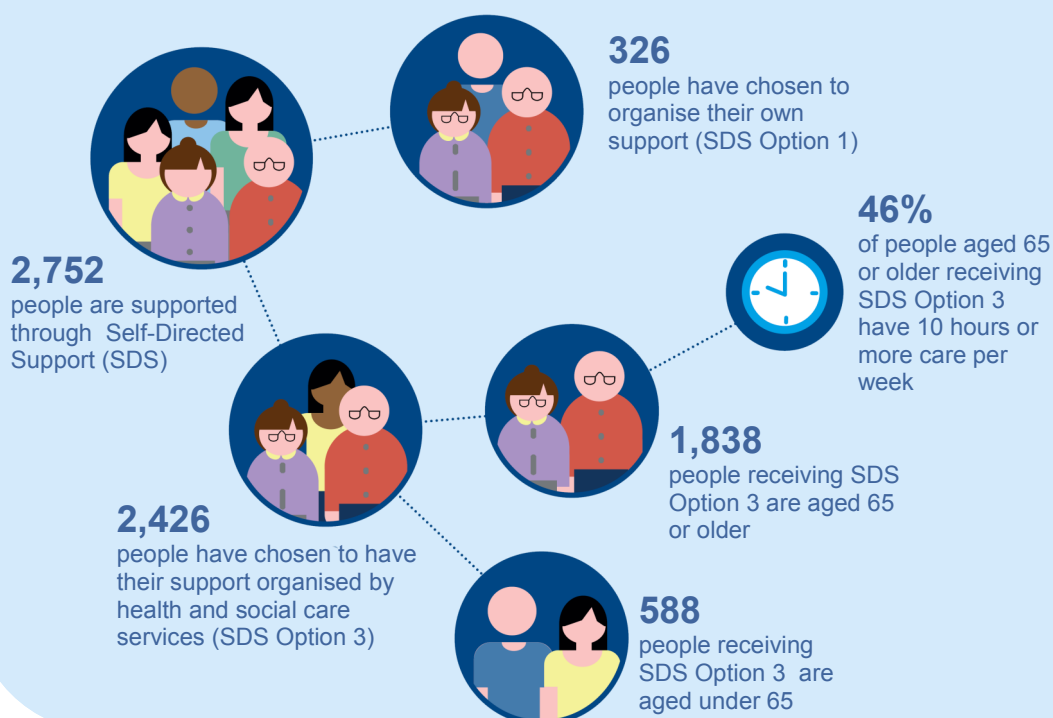 326
people have chosen to
organise their own
support (SDS Option 1)
2,752
people are supported
through Self-Directed
Support (SDS)
46%
of people aged 65
or older receiving
SDS Option 3
have 10 hours or
more care per
week
2,426
people have chosen to have
their support organised by
health and social care
services (SDS Option 3)
1,838
people receiving SDS
Option 3 are aged 65
or older
588
people receiving
SDS Option 3 are
aged under 65